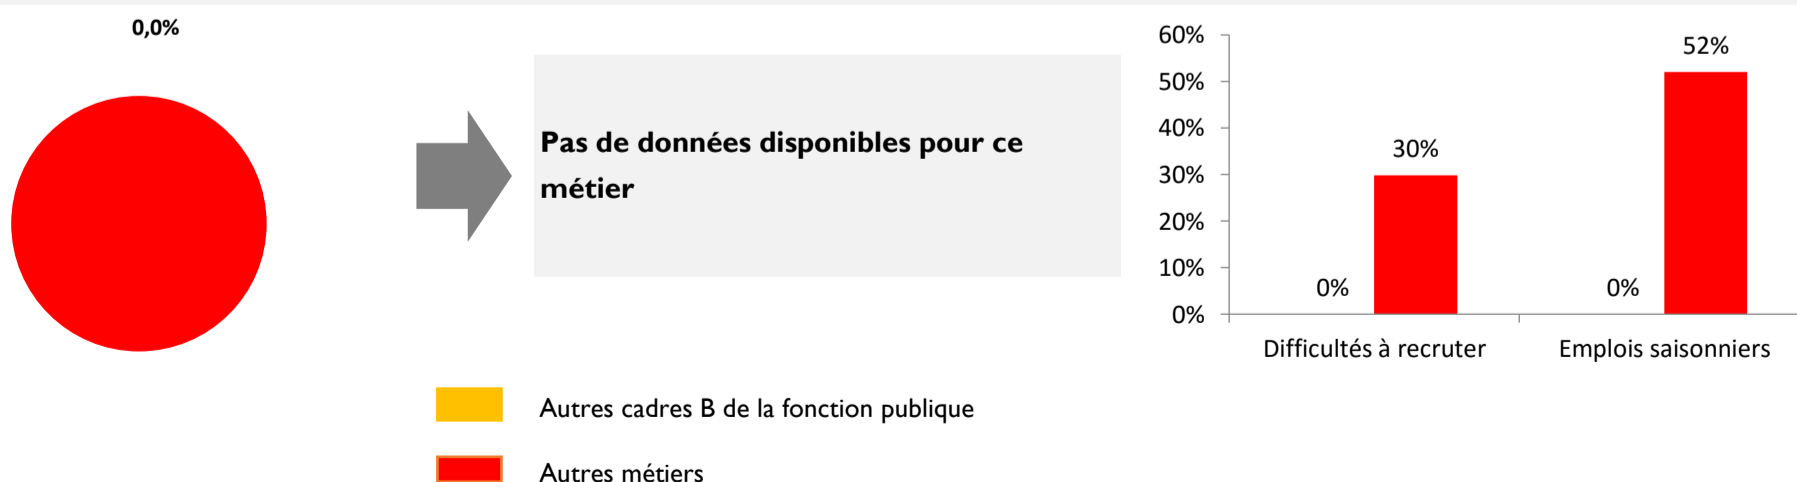 0,0%
Pas de données disponibles pour ce
métier
60%
50%
40%
30%
20%
10%
0%
0%
30%
0%
52%
Difficultés à recruter
Emplois saisonniers
Autres cadres B de la fonction publique
Autres métiers